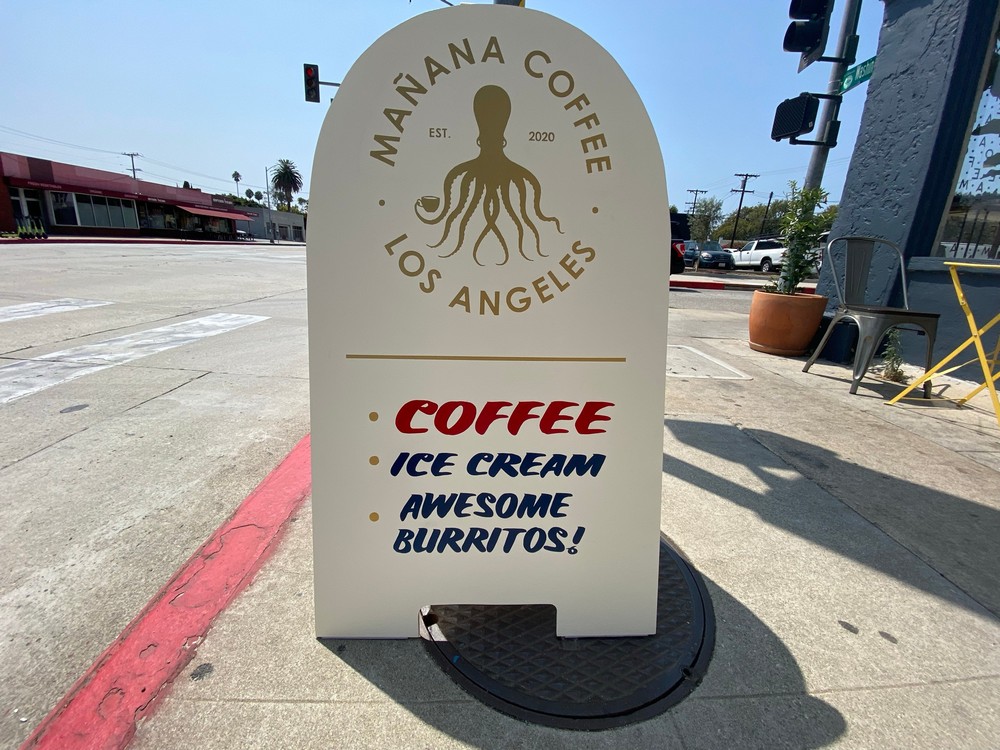 MAÑANA COFFEE
EST. 2020
LOS ANGELES
COFFEE
ICE CREAM
AWESOME
BURRITOS!